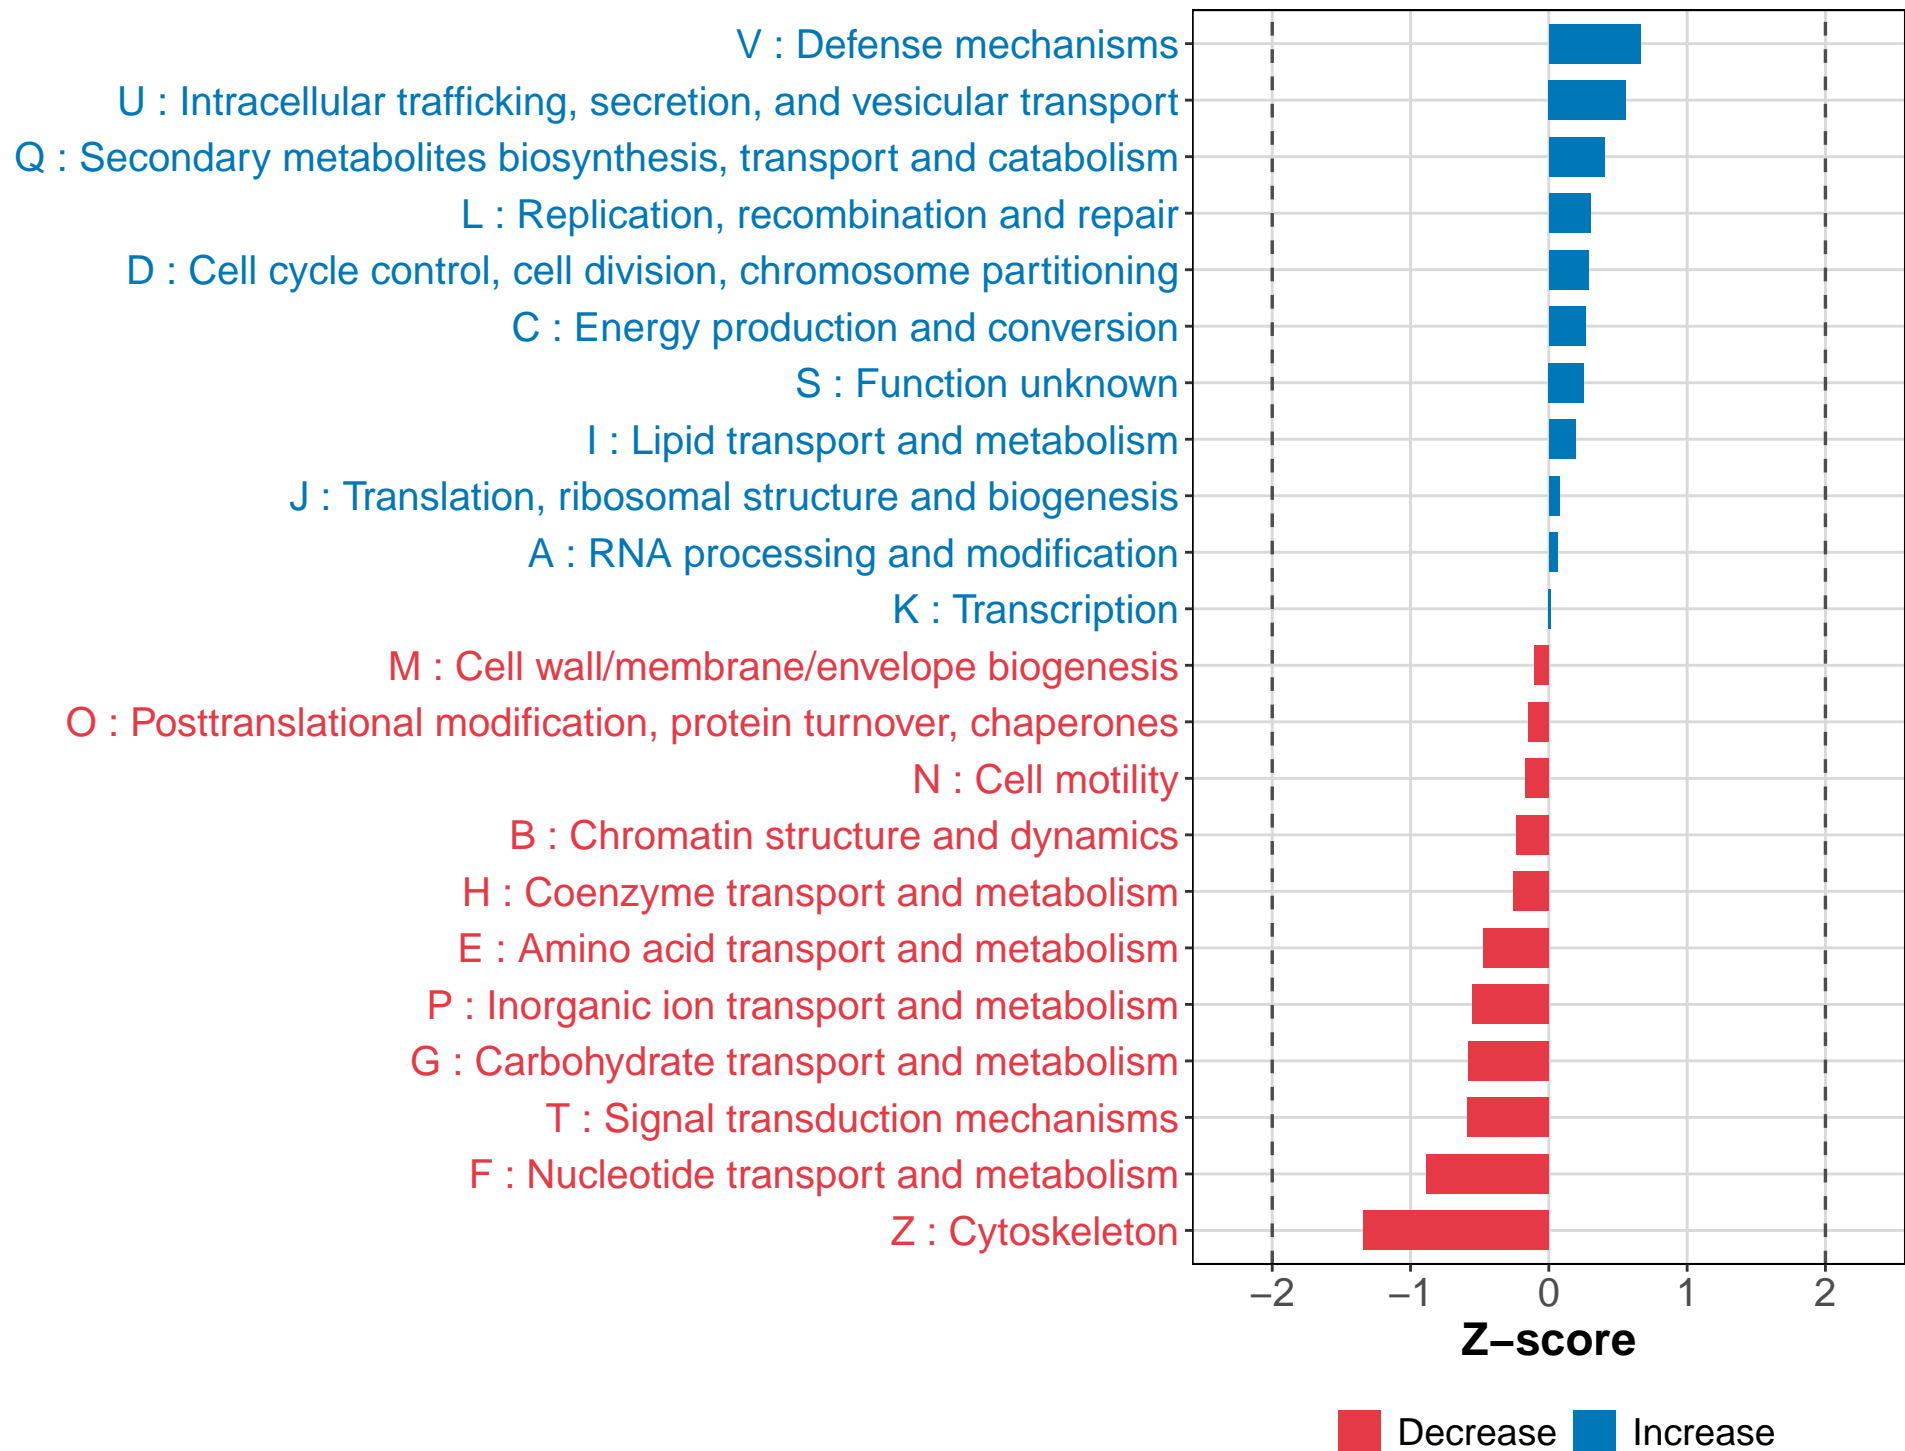 V : Defense mechanisms
U : Intracellular trafficking, secretion, and vesicular transport
Q : Secondary metabolites biosynthesis, transport and catabolism
L : Replication, recombination and repair
D : Cell cycle control, cell division, chromosome partitioning
C : Energy production and conversion
S : Function unknown
I : Lipid transport and metabolism
J : Translation, ribosomal structure and biogenesis
A : RNA processing and modification
K : Transcription
M : Cell wall/membrane/envelope biogenesis
O : Posttranslational modification, protein turnover, chaperones
N : Cell motility
B : Chromatin structure and dynamics
H : Coenzyme transport and metabolism
E : Amino acid transport and metabolism
P : Inorganic ion transport and metabolism
G : Carbohydrate transport and metabolism
T : Signal transduction mechanisms
F : Nucleotide transport and metabolism
Z : Cytoskeleton
−2 −1 0 1 2
Z−score
Decrease Increase